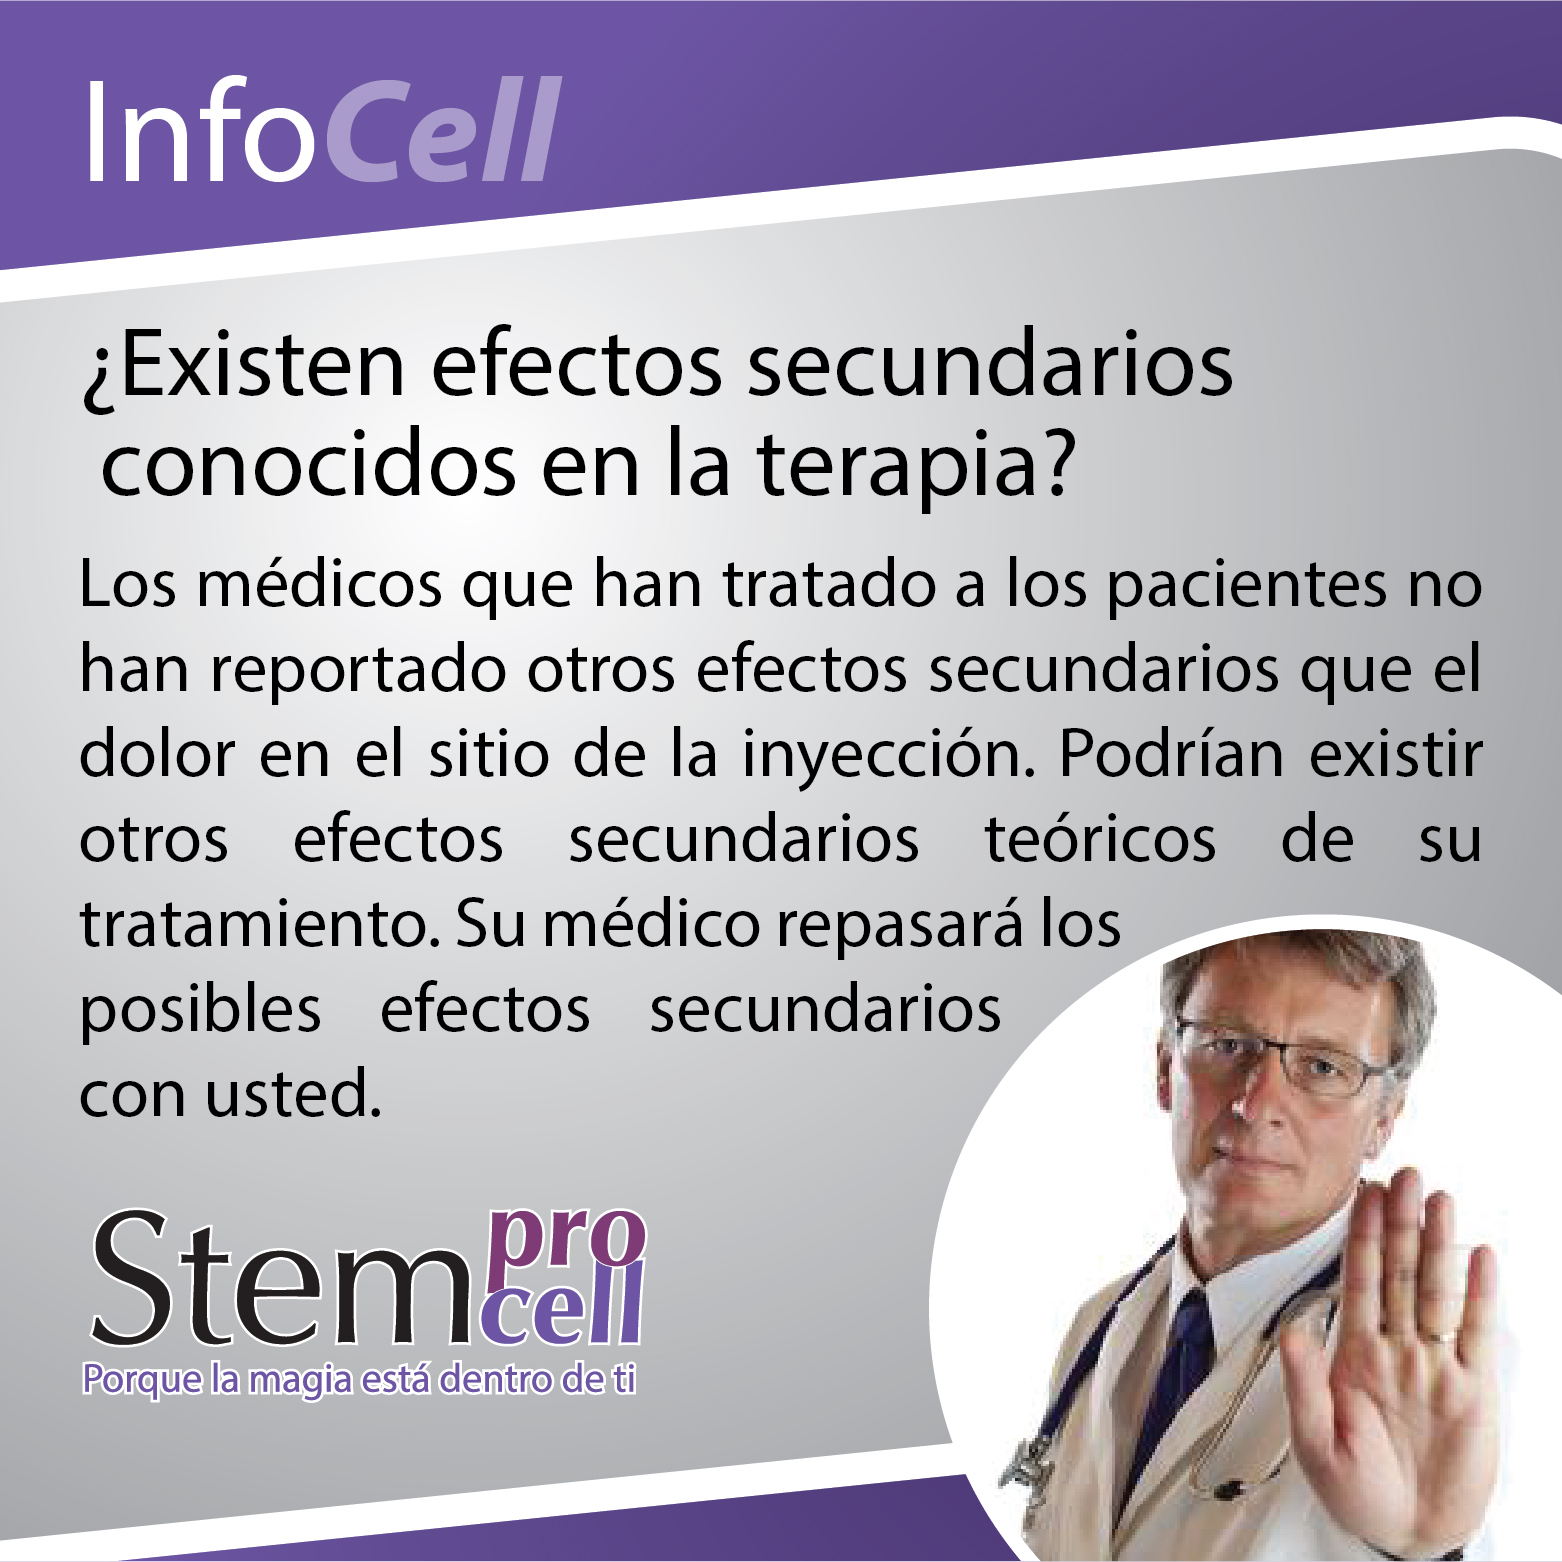 InfoCell
¿Existen efectos secundarios
conocidos en la terapia?
Los médicos que han tratado a los pacientes no
han reportado otros efectos secundarios que el
dolor en el sitio de la inyección. Podrían existir
otros efectos secundarios teóricos de su
tratamiento. Su médico repasará los
posibles efectos secundarios
con usted.
Stem pro cell
Porque la magia está dentro de ti